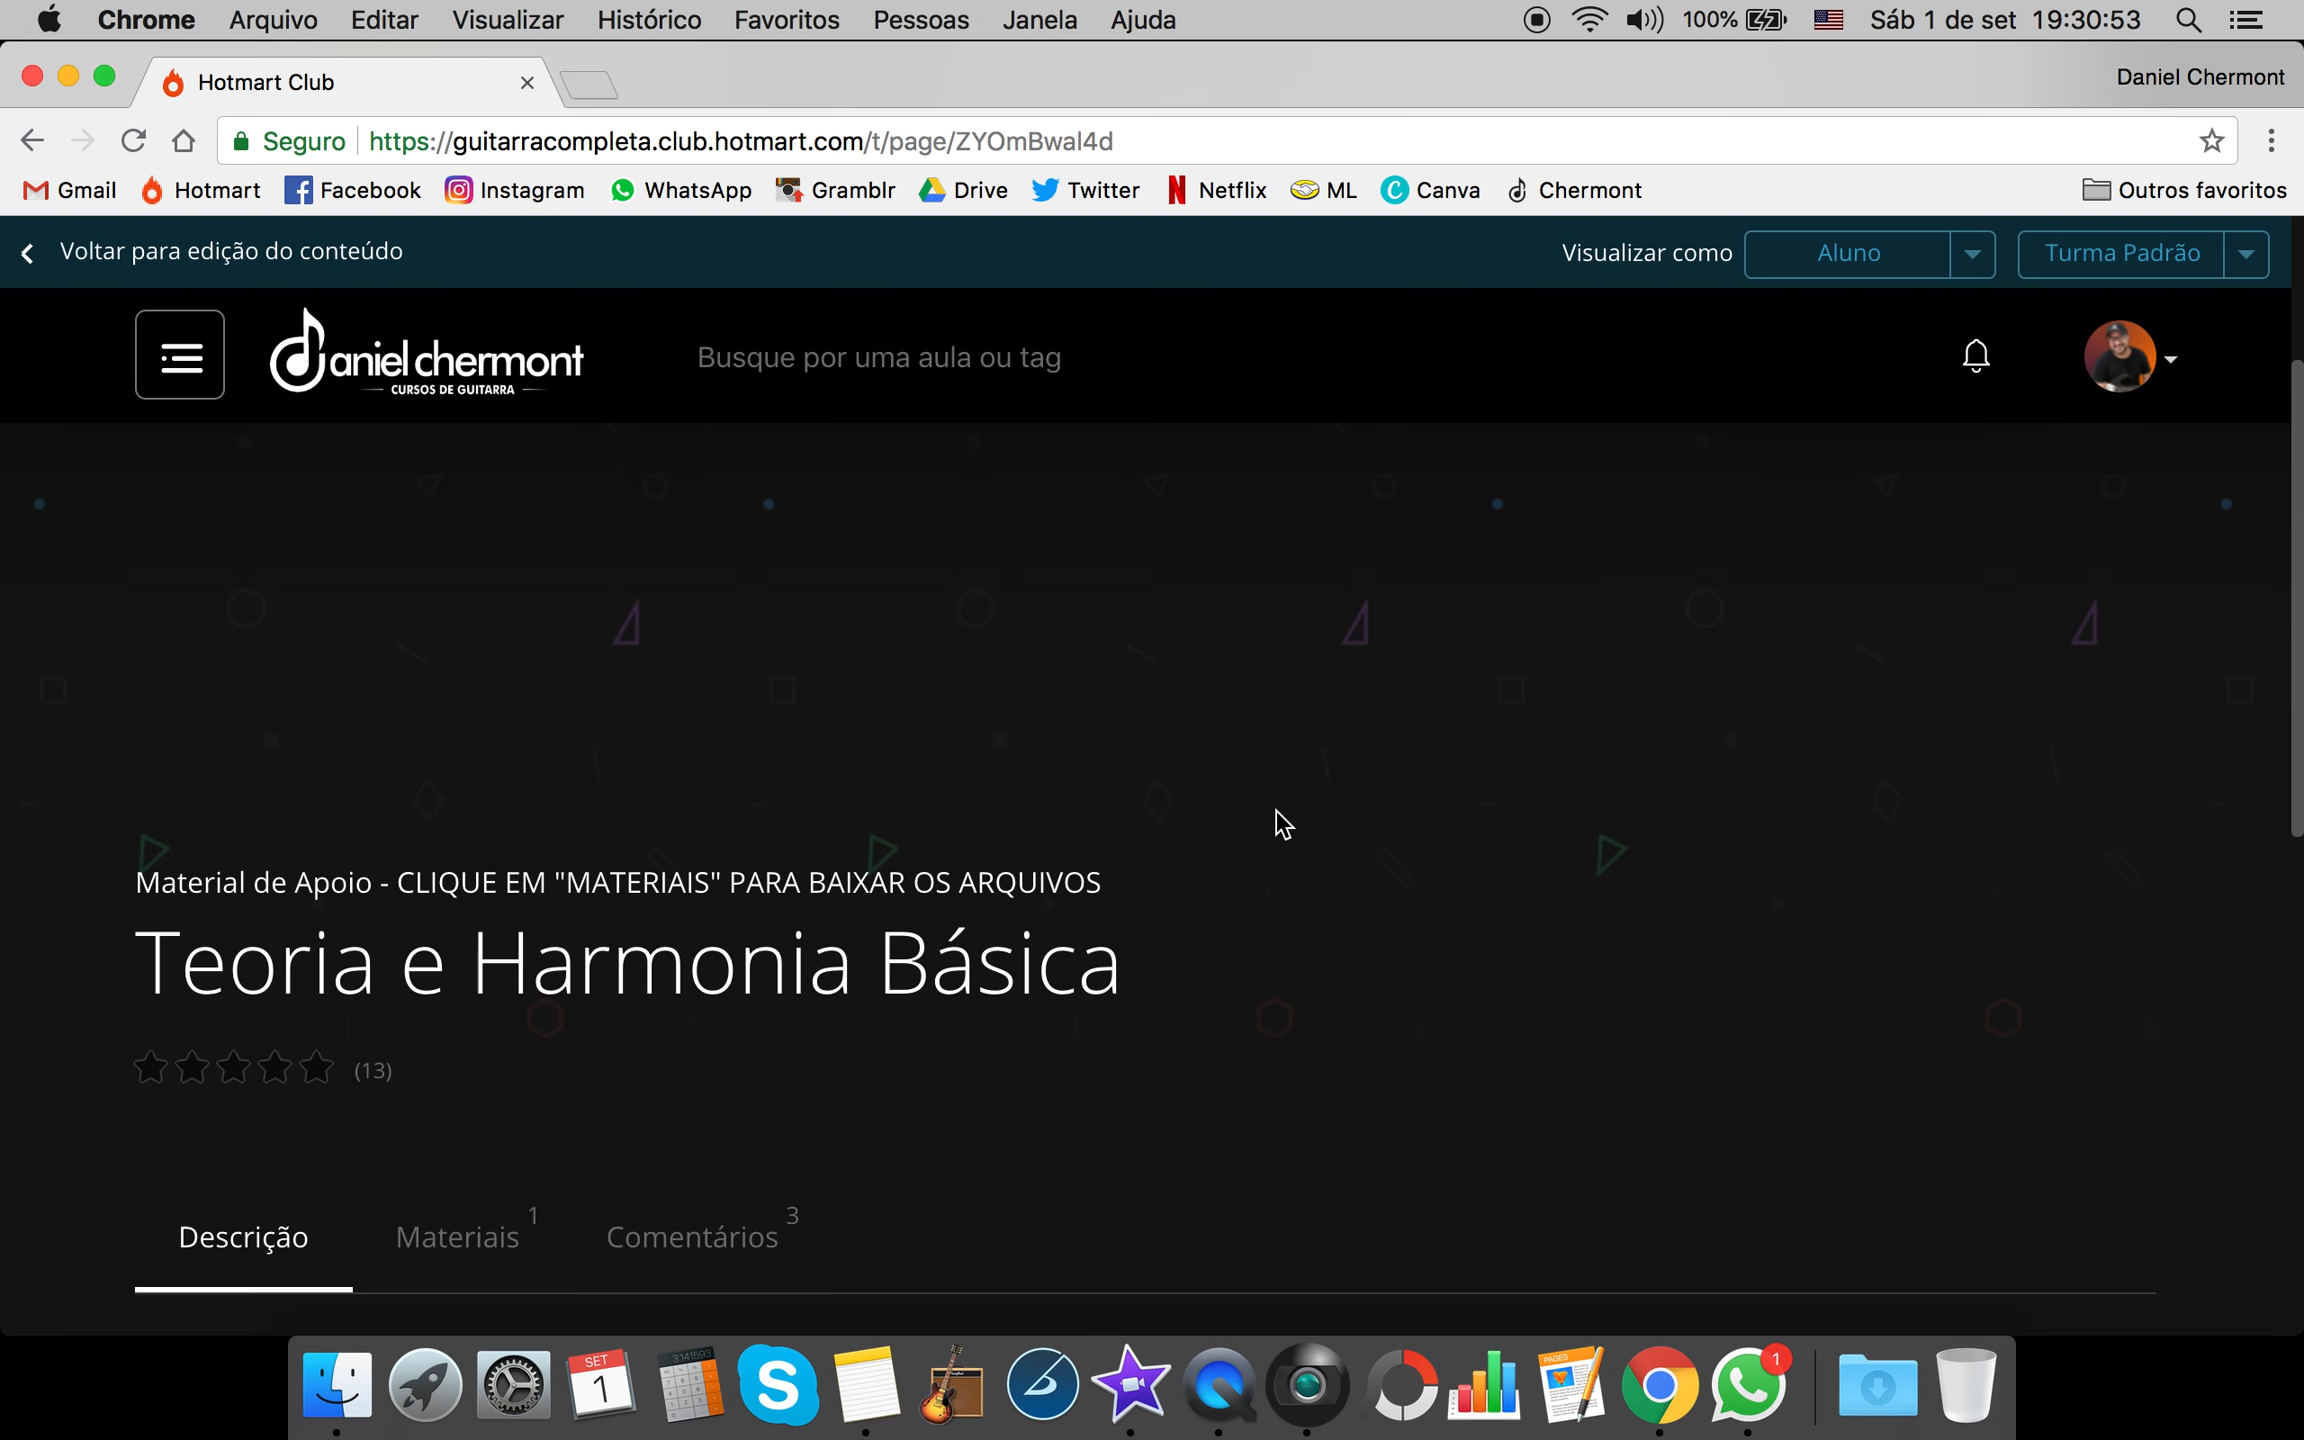 Chrome Arquivo Editar Visualizar Histórico Favoritos Pessoas Janela Ajuda 100% Sáb 1 de set 19:30:53
Hotmart Club Daniel Chermont
Seguro https://guitarracompleta.club.hotmart.com/t/page/ZYOmBwal4d
Gmail Hotmart Facebook Instagram WhatsApp Gramblr Drive Twitter Netflix ML Canva Chermont Outros favoritos
Voltar para edição do conteúdo Visualizar como Aluno Turma Padrão
daniel chermont Busque por uma aula ou tag
CURSOS DE GUITARRA
Material de Apoio - CLIQUE EM "MATERIAIS" PARA BAIXAR OS ARQUIVOS
Teoria e Harmonia Básica
(13)
Descrição Materiais 1 Comentários 3
SET 1 3.141593 PAGES 1